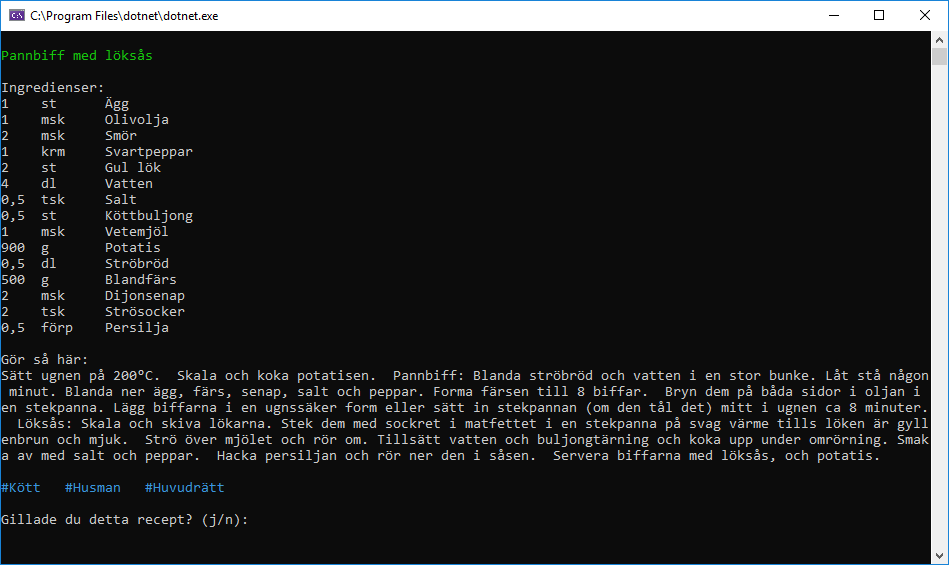 C:\Program Files\dotnet\dotnet.exe
Pannbiff med löksås
Ingredienser:
1 st Ägg
1 msk Olivolja
2 msk Smör
1 krm Svartpeppar
2 st Gul lök
4 dl Vatten
0,5 tsk Salt
0,5 st Köttbuljong
1 msk Vetemjöl
900 g Potatis
0,5 dl Ströbröd
500 g Blandfärs
2 msk Dijonsenap
2 tsk Strösocker
0,5 förp Persilja
Gör så här:
Sätt ugnen på 200°C.  Skala och koka potatisen.  Pannbiff: Blanda ströbröd och vatten i en stor bunke. Låt stå någon
minut. Blanda ner ägg, färs, senap, salt och peppar. Forma färsen till 8 biffar.  Bryn dem på båda sidor i oljan i
en stekpanna. Lägg biffarna i en ugnssäker form eller sätt in stekpannan (om den tål det) mitt i ugnen ca 8 minuter.
Löksås: Skala och skiva lökarna. Stek dem med sockret i matfettet i en stekpanna på svag värme tills löken är gyll
enbrun och mjuk.  Strö över mjölet och rör om. Tillsätt vatten och buljongtärning och koka upp under omrörning. Smak
a av med salt och peppar.  Hacka persiljan och rör ner den i såsen.  Servera biffarna med löksås, och potatis.
#Kött #Husman #Huvudrätt
Gillade du detta recept? (j/n):